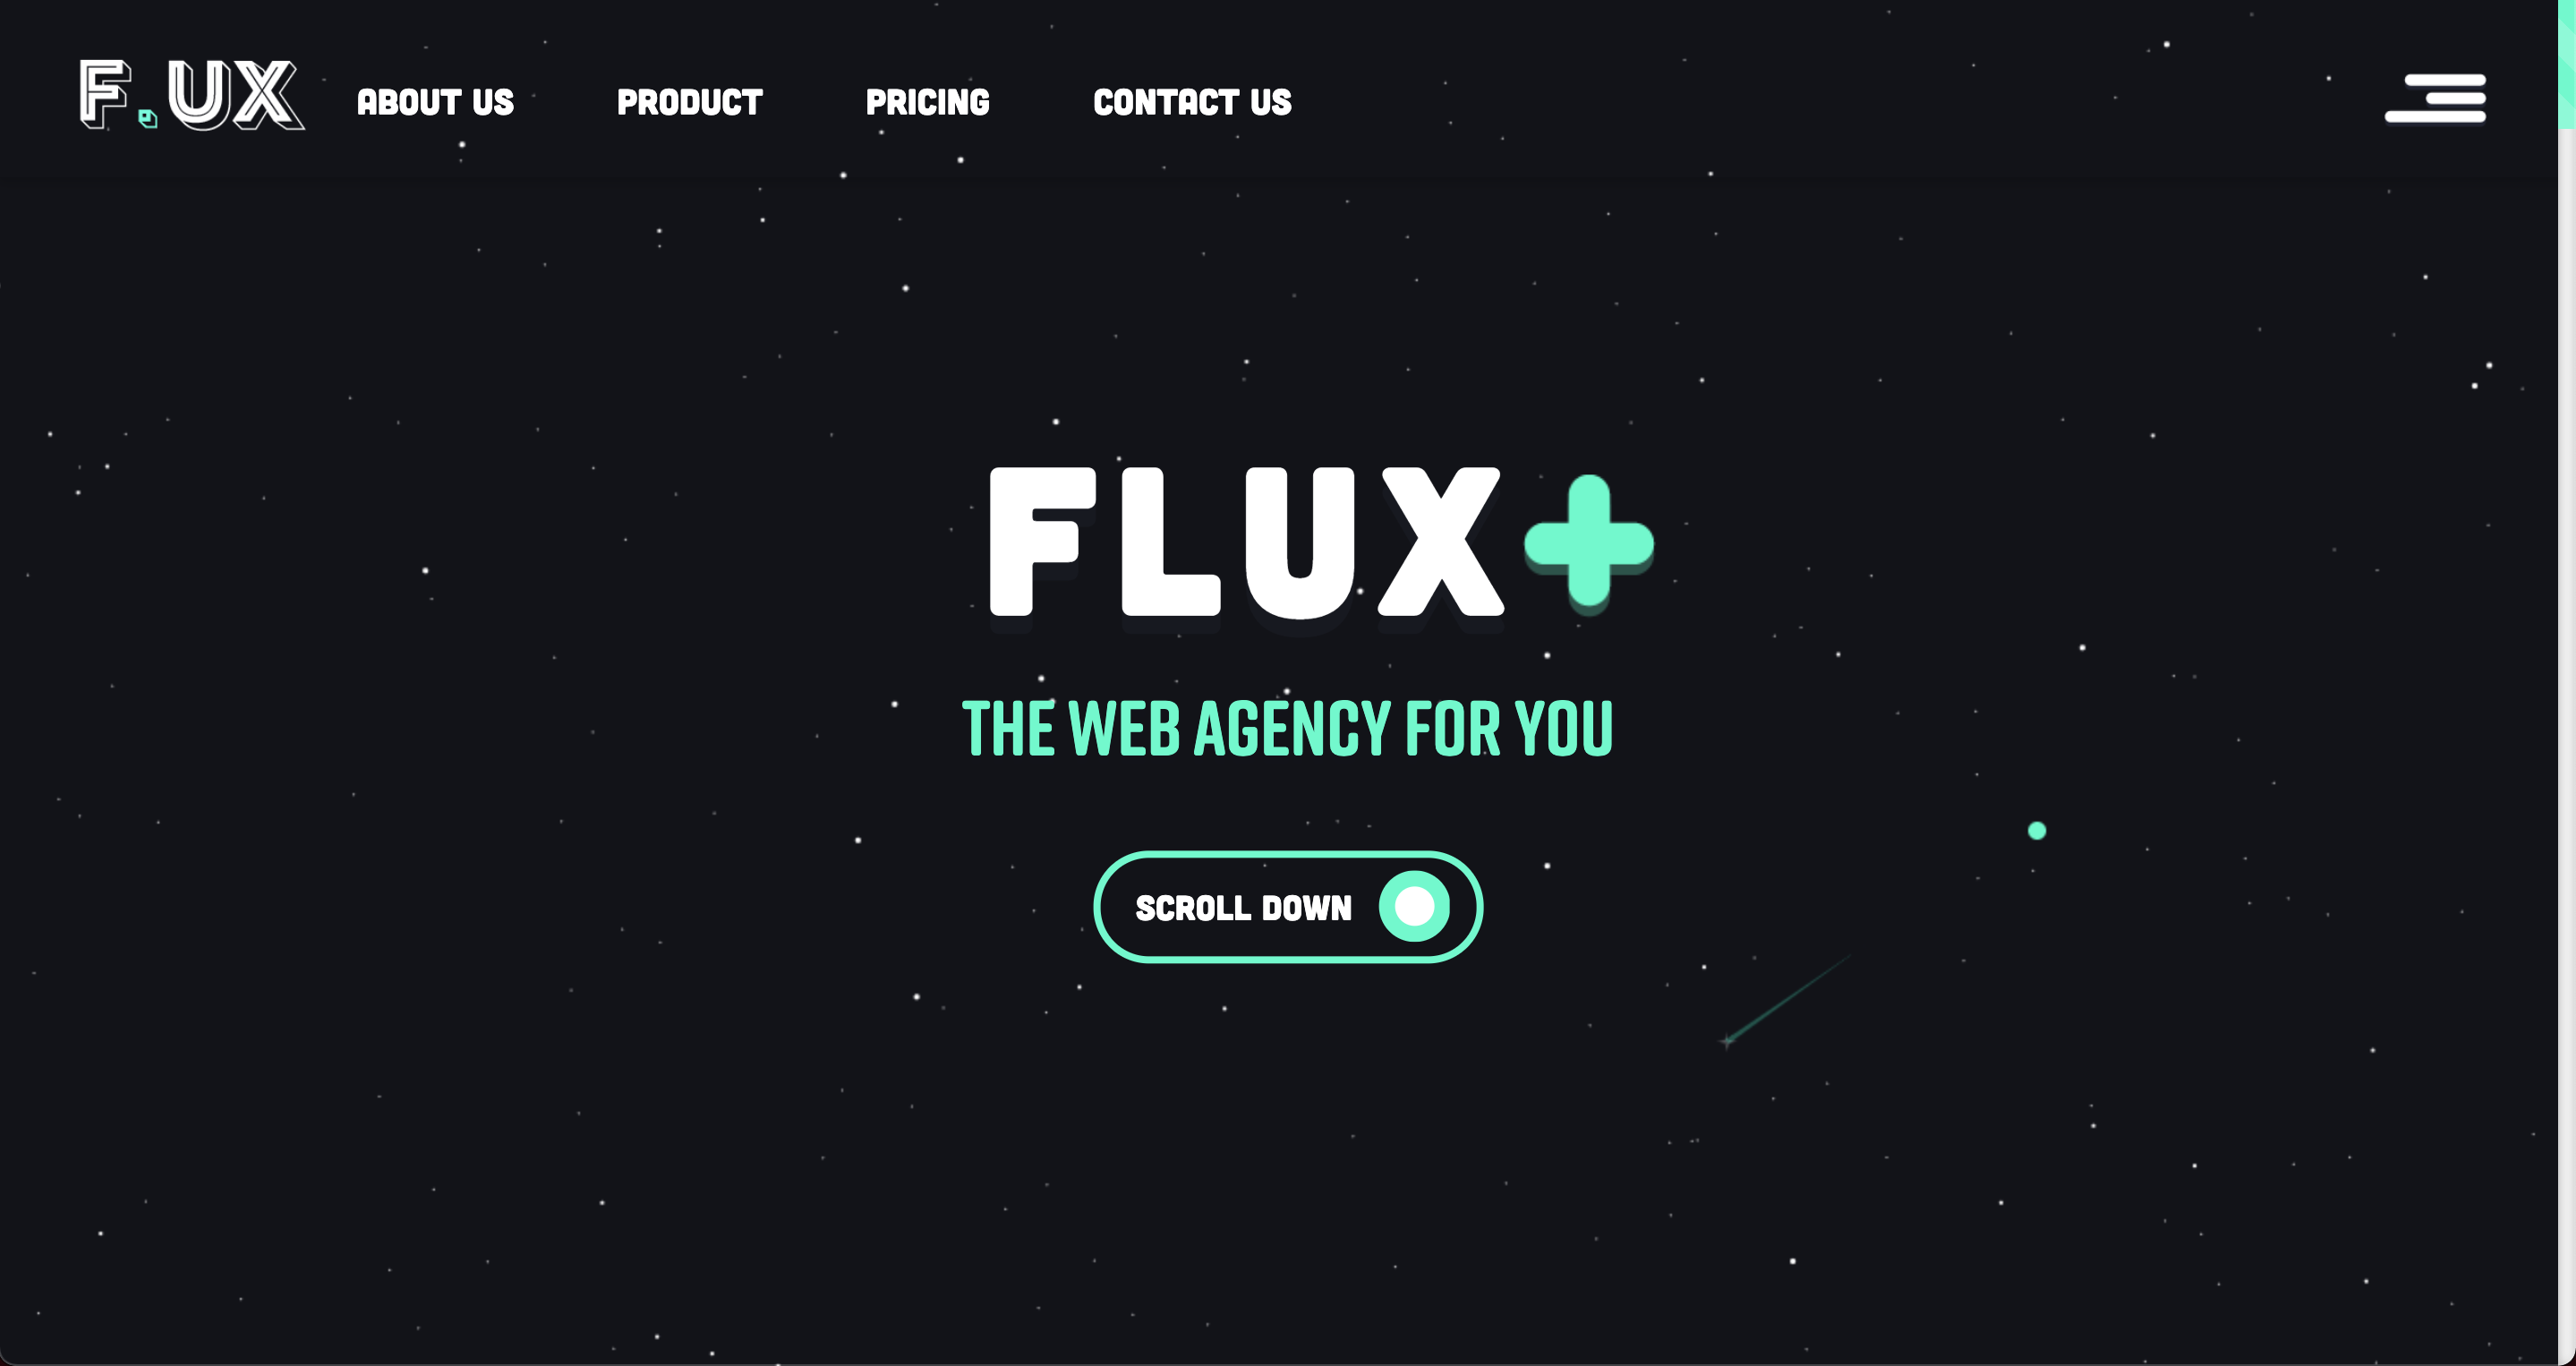 F.UX
ABOUT US
PRODUCT
PRICING
CONTACT US
FLUX+
THE WEB AGENCY FOR YOU
SCROLL DOWN